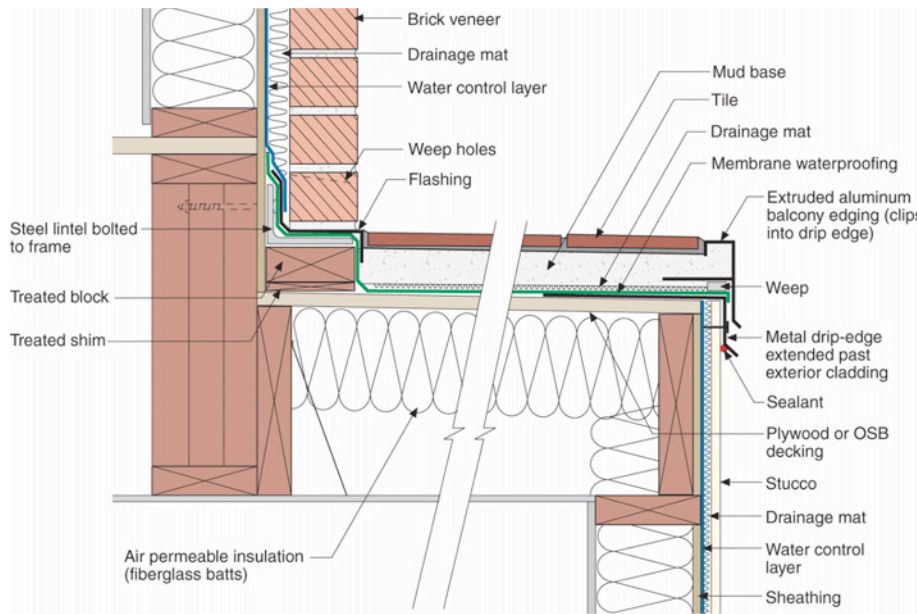 Brick veneer
Drainage mat
Water control layer
Weep holes
Flashing
Steel lintel bolted
to frame
Treated block
Treated shim
Air permeable insulation
(fiberglass batts)
Mud base
Tile
Drainage mat
Membrane waterproofing
Extruded aluminum
balcony edging (clips
into drip edge)
Weep
Metal drip-edge
extended past
exterior cladding
Sealant
Plywood or OSB
decking
Stucco
Drainage mat
Water control
layer
Sheathing